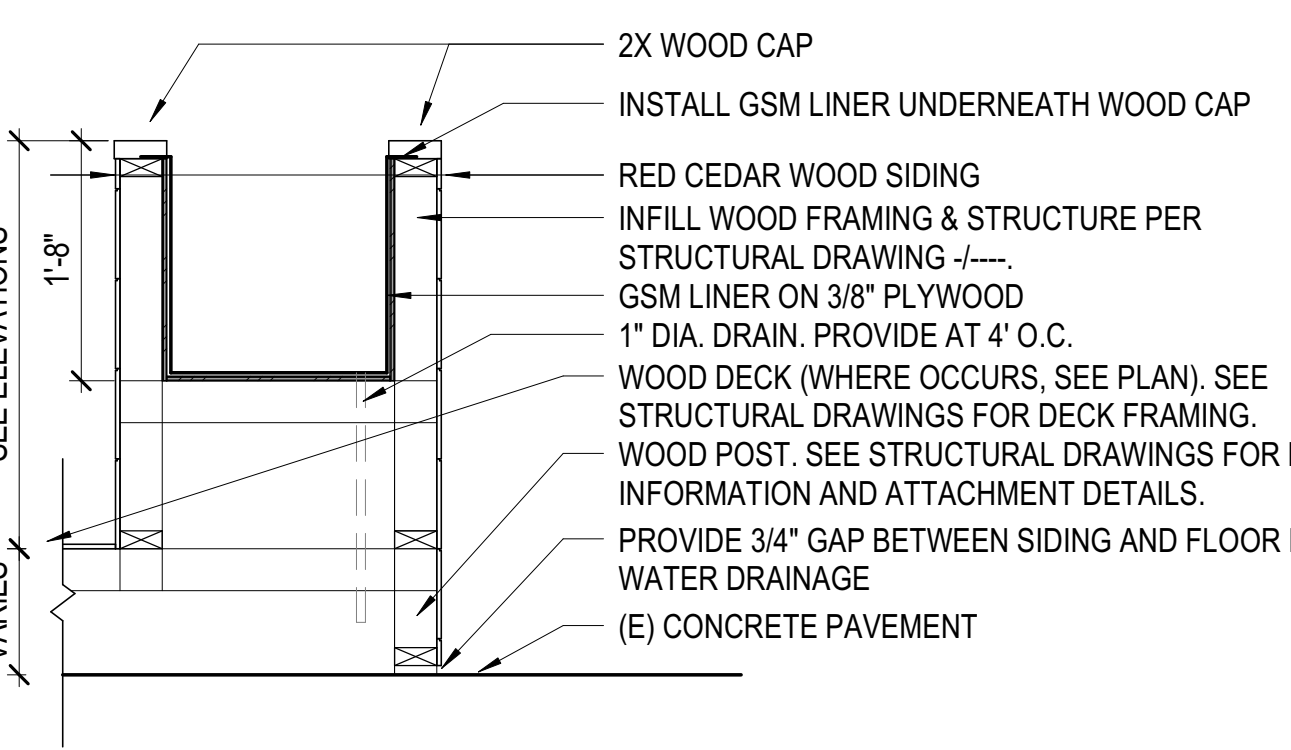 2X WOOD CAP
INSTALL GSM LINER UNDERNEATH WOOD CAP
RED CEDAR WOOD SIDING
INFILL WOOD FRAMING & STRUCTURE PER
STRUCTURAL DRAWING -/----.
GSM LINER ON 3/8" PLYWOOD
1" DIA. DRAIN. PROVIDE AT 4' O.C.
WOOD DECK (WHERE OCCURS, SEE PLAN). SEE
STRUCTURAL DRAWINGS FOR DECK FRAMING.
WOOD POST. SEE STRUCTURAL DRAWINGS FOR
INFORMATION AND ATTACHMENT DETAILS.
PROVIDE 3/4" GAP BETWEEN SIDING AND FLOOR
WATER DRAINAGE
(E) CONCRETE PAVEMENT
1'-8"
SEE ELEVATIONS
VARIES